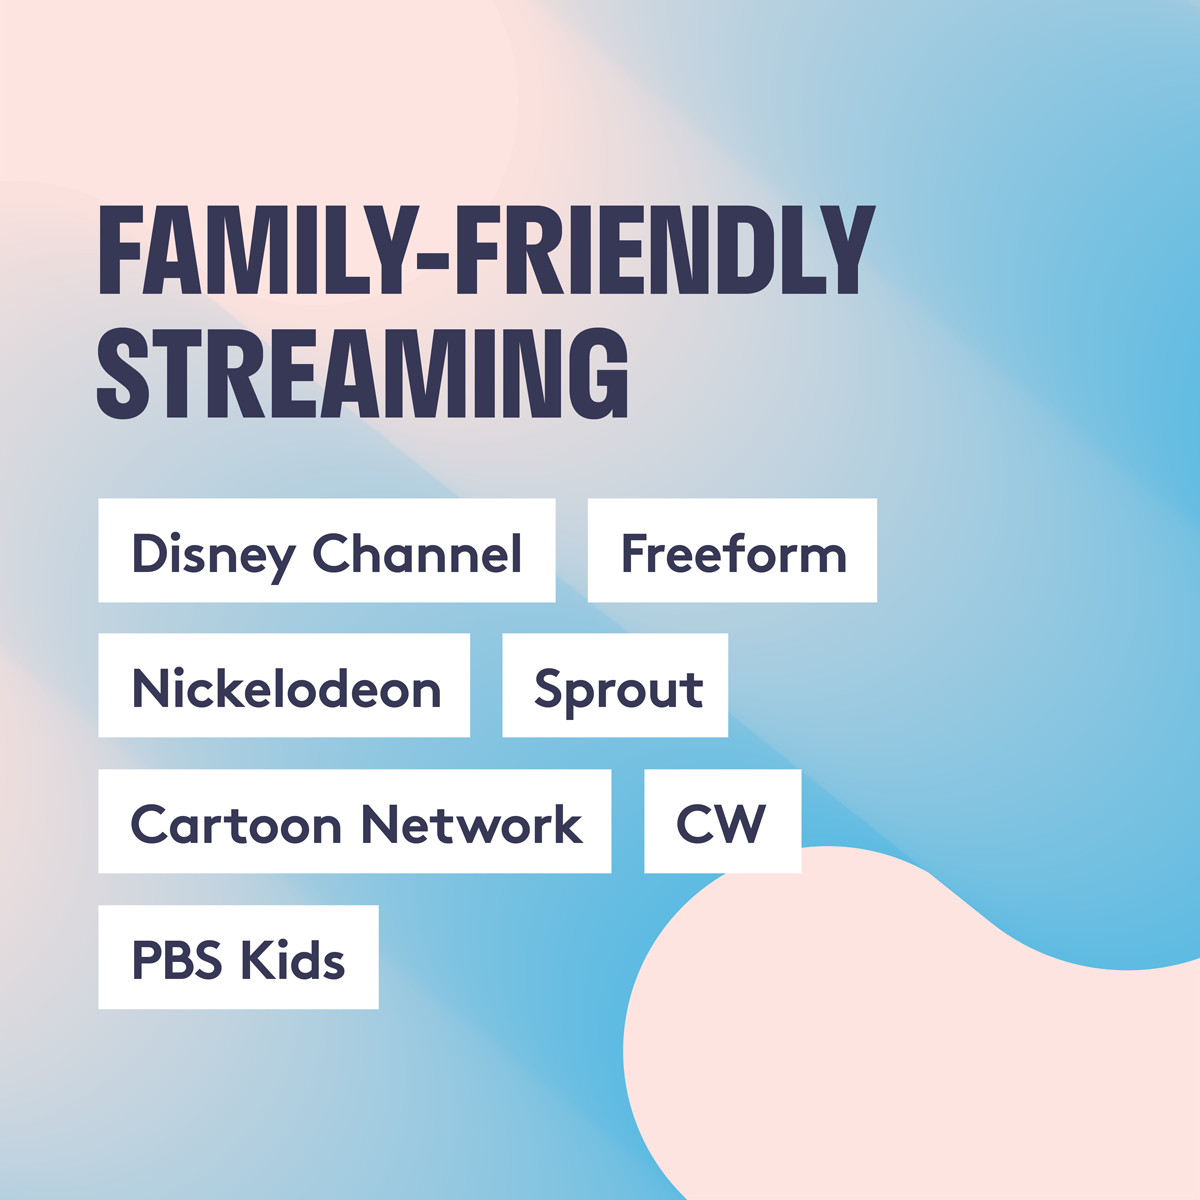 FAMILY-FRIENDLY
STREAMING
Disney Channel
Freeform
Nickelodeon
Sprout
Cartoon Network
CW
PBS Kids